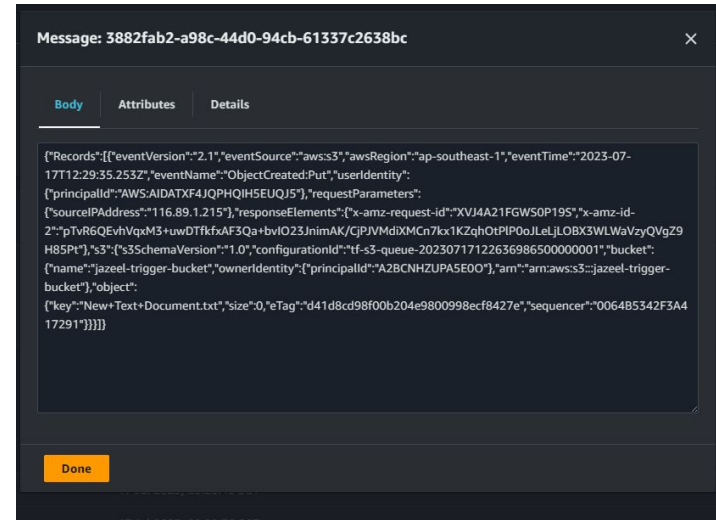 Message: 3882fab2-a98c-44d0-94cb-61337c2638bc
Body Attributes Details
{"Records":[{"eventVersion":"2.1","eventSource":"aws:s3","awsRegion":"ap-southeast-1","eventTime":"2023-07-
17T12:29:35.253Z","eventName":"ObjectCreated:Put","userIdentity":
{"principalId":"AWS:AIDATXF4JQPHQIH5EUQJ5"},"requestParameters":
{"sourceIPAddress":"116.89.1.215"},"responseElements":{"x-amz-request-id":"XVJ4A21FGWS0P19S","x-amz-id-
2":"pTvR6QEvhVqxM3+uwDTfkfxAF3Qa+bvIO23JnimAK/CjPJVMdiXMCn7kx1KZqhOtPlP0oJLeLjLOBX3WLWaVzyQVgZ9
H85Pt"},"s3":{"s3SchemaVersion":"1.0","configurationId":"tf-s3-queue-20230717122636986500000001","bucket":
{"name":"jazeel-trigger-bucket","ownerIdentity":{"principalId":"A2BCNHZUPA5E0O"},"arn":"arn:aws:s3:::jazeel-trigger-
bucket"},"object":
{"key":"New+Text+Document.txt","size":0,"eTag":"d41d8cd98f00b204e9800998ecf8427e","sequencer":"0064B5342F3A4
17291"}}}]}
Done